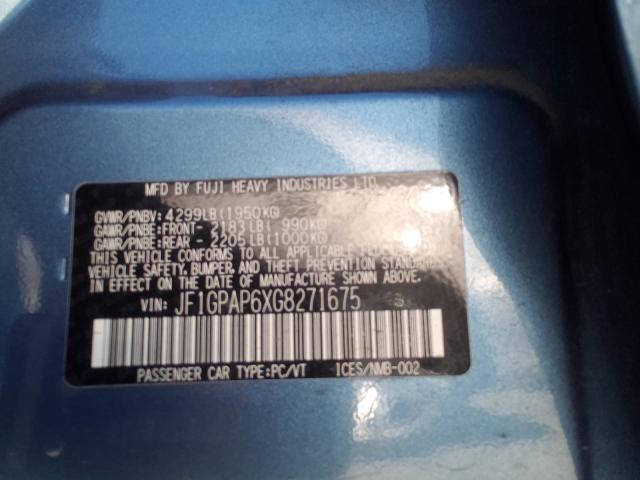 MFD BY FUJI HEAVY INDUSTRIES LTD.
GVWR/PNBV: 4299LB(1950KG)
GAWR/PNBE:FRONT- 2183LB( 990KG)
GAWR/PNBE:REAR - 2205LB(1000KG)
THIS VEHICLE CONFORMS TO ALL APPLICABLE
VEHICLE SAFETY, BUMPER, AND THEFT PREVENTION
IN EFFECT ON THE DATE OF MANUFACTURE SHOWN ABOVE
VIN: JF1GPAP6XG8271675
PASSENGER CAR TYPE:PC/VT ICES/NMB-002